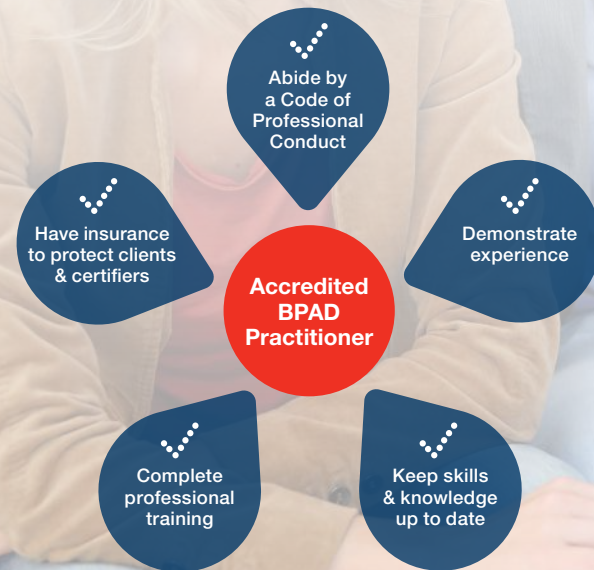 Abide by
a Code of
Professional
Conduct
Have insurance
to protect clients
& certifiers
Demonstrate
experience
Accredited
BPAD
Practitioner
Complete
professional
training
Keep skills
& knowledge
up to date